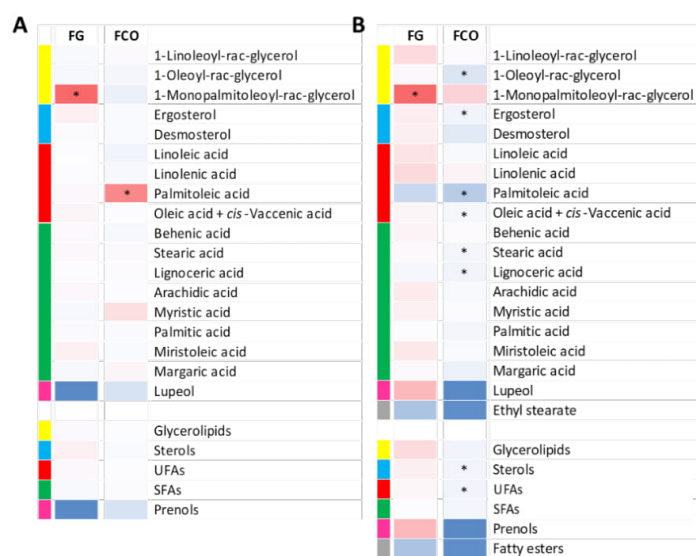 A
FG FCO
1-Linoleoyl-rac-glycerol
1-Oleoyl-rac-glycerol
* 1-Monopalmitoleoyl-rac-glycerol
Ergosterol
Desmosterol
Linoleic acid
Linolenic acid
* Palmitoleic acid
Oleic acid + cis-Vaccenic acid
Behenic acid
Stearic acid
Lignoceric acid
Arachidic acid
Myristic acid
Palmitic acid
Miristoleic acid
Margaric acid
Lupeol
Glycerolipids
Sterols
UFAs
SFAs
Prenols
B
FG FCO
1-Linoleoyl-rac-glycerol
* 1-Oleoyl-rac-glycerol
* 1-Monopalmitoleoyl-rac-glycerol
* Ergosterol
Desmosterol
Linoleic acid
Linolenic acid
* Palmitoleic acid
* Oleic acid + cis-Vaccenic acid
Behenic acid
* Stearic acid
* Lignoceric acid
Arachidic acid
Myristic acid
Palmitic acid
Miristoleic acid
Margaric acid
Lupeol
Ethyl stearate
Glycerolipids
* Sterols
* UFAs
SFAs
Prenols
Fatty esters